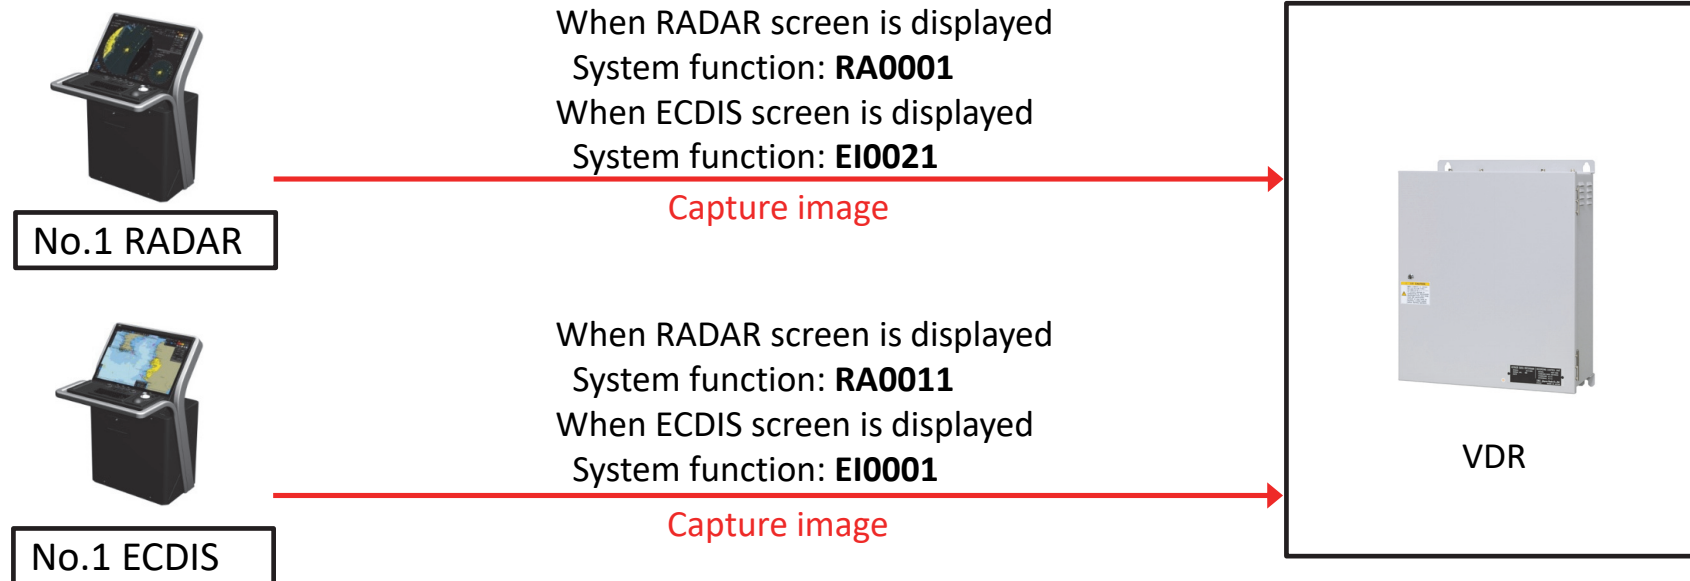 When RADAR screen is displayed
System function: RA0001
When ECDIS screen is displayed
System function: EI0021
Capture image
No.1 RADAR
When RADAR screen is displayed
System function: RA0011
When ECDIS screen is displayed
System function: EI0001
Capture image
No.1 ECDIS
VDR